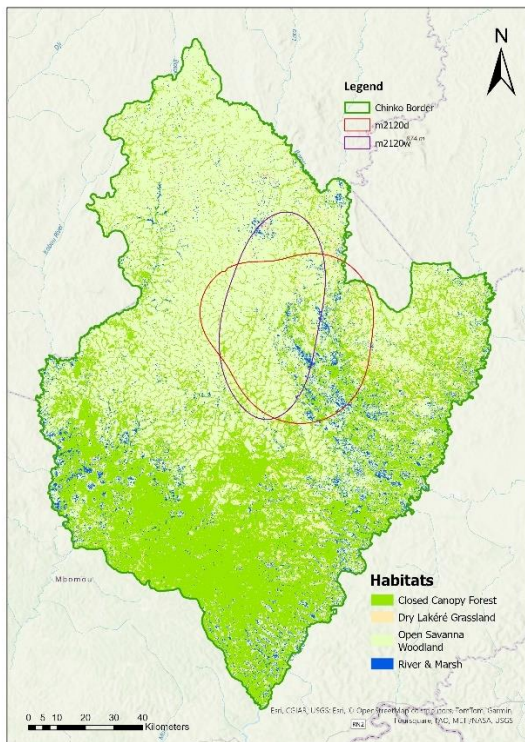 N
Legend
Chinko Border
m2120d
m2120w
874 m
Mbomou
Habitats
Closed Canopy Forest
Dry Lakéré Grassland
Open Savanna
Woodland
River & Marsh
Esri, CGIAR, USGS; Esri, © OpenStreetMap contributors, TomTom, Garmin,
Foursquare, FAO, METI/NASA, USGS
RN2
0 5 10 20 30 40
Kilometers